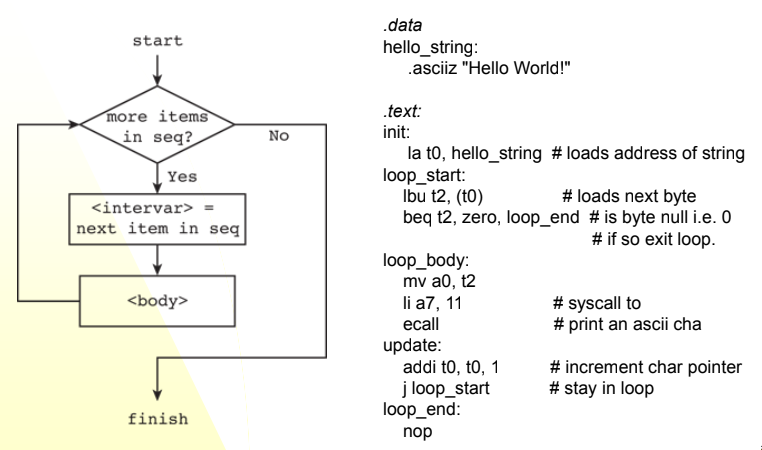 start
more items
in seq?
No
Yes
<intervar> =
next item in seq
<body>
finish
.data
hello_string:
.asciiz "Hello World!"
.text:
init:
la t0, hello_string # loads address of string
loop_start:
lbu t2, (t0) # loads next byte
beq t2, zero, loop_end # is byte null i.e. 0
# if so exit loop.
loop_body:
mv a0, t2
li a7, 11 # syscall to
ecall # print an ascii cha
update:
addi t0, t0, 1 # increment char pointer
j loop_start # stay in loop
loop_end:
nop